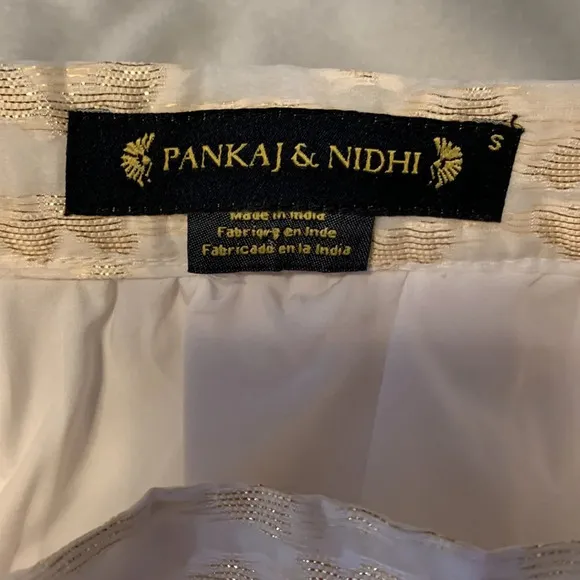 PANKAJ & NIDHI
S
Made in India
Fabriqué en Inde
Fabricado en la India